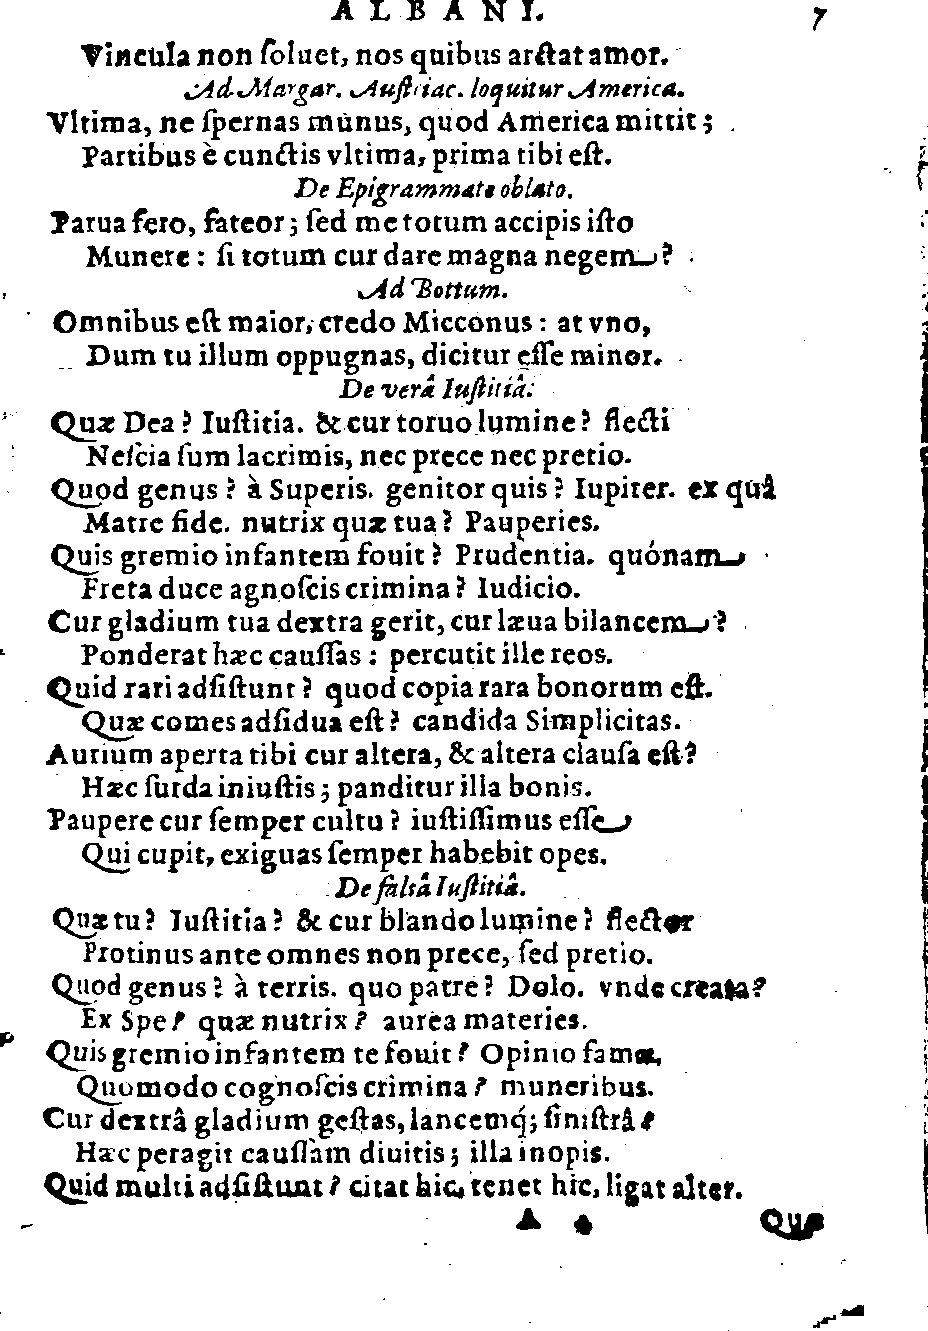 ALBANI. 7
Vincula non ſoluet, nos quibus arctat amor.
Ad Margar. Auſtriac. loquitur America.
Vltima, ne ſpernas munus, quod America mittit;
Partibus è cunctis vltima, prima tibi eſt.
De Epigrammate oblato.
Parua fero, fateor; ſed me totum accipis iſto
Munere: ſi totum cur dare magna negem?
Ad Bottum.
Omnibus eſt maior, credo Micconus: at vno,
Dum tu illum oppugnas, dicitur eſſe minor.
De verâ Iuſtitiâ.
Quæ Dea? Iuſtitia. & cur toruo lumine? flecti
Neſcia ſum lacrimis, nec prece nec pretio.
Quod genus? à Superis. genitor quis? Iupiter. ex quâ
Matre fide. nutrix quæ tua? Pauperies.
Quis gremio infantem fouit? Prudentia. quónam
Freta duce agnoſcis crimina? Iudicio.
Cur gladium tua dextra gerit, cur læua bilancem?
Ponderat hæc cauſſas: percutit ille reos.
Quid rari adſiſtunt? quod copia rara bonorum eſt.
Quæ comes adſidua eſt? candida Simplicitas.
Aurium aperta tibi cur altera, & altera clauſa eſt?
Hæc ſurda iniuſtis; panditur illa bonis.
Paupere cur ſemper cultu? iuſtiſſimus eſſe
Qui cupit, exiguas ſemper habebit opes.
De falsâ Iuſtitiâ.
Quæ tu? Iuſtitia? & cur blando lumine? flector
Protinus ante omnes non prece, ſed pretio.
Quod genus? à terris. quo patre? Dolo. vnde creata?
Ex Spe? quæ nutrix? aurea materies.
Quis gremio infantem te fouit? Opinio famæ,
Quomodo cognoſcis crimina? muneribus.
Cur dextrâ gladium geſtas, lancemq́; ſiniſtrâ?
Hæc peragit cauſſam diuitis; illa inopis.
Quid multi adſiſtunt? citat hic, tenet hic, ligat alter.
Quæ